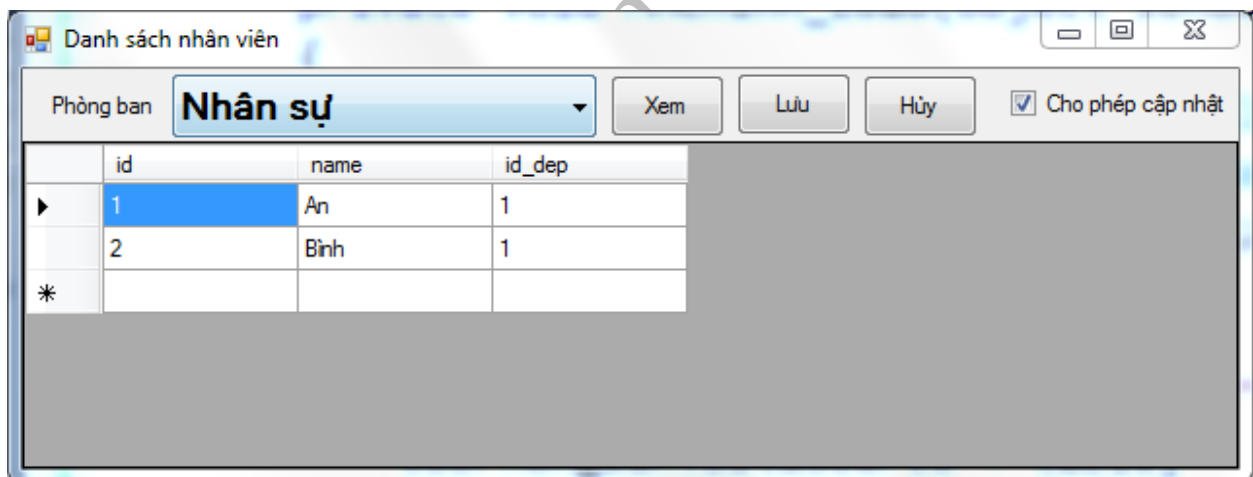 Danh sách nhân viên
Phòng ban Nhân sự Xem Lưu Hủy Cho phép cập nhật
id name id_dep
1 An 1
2 Bình 1